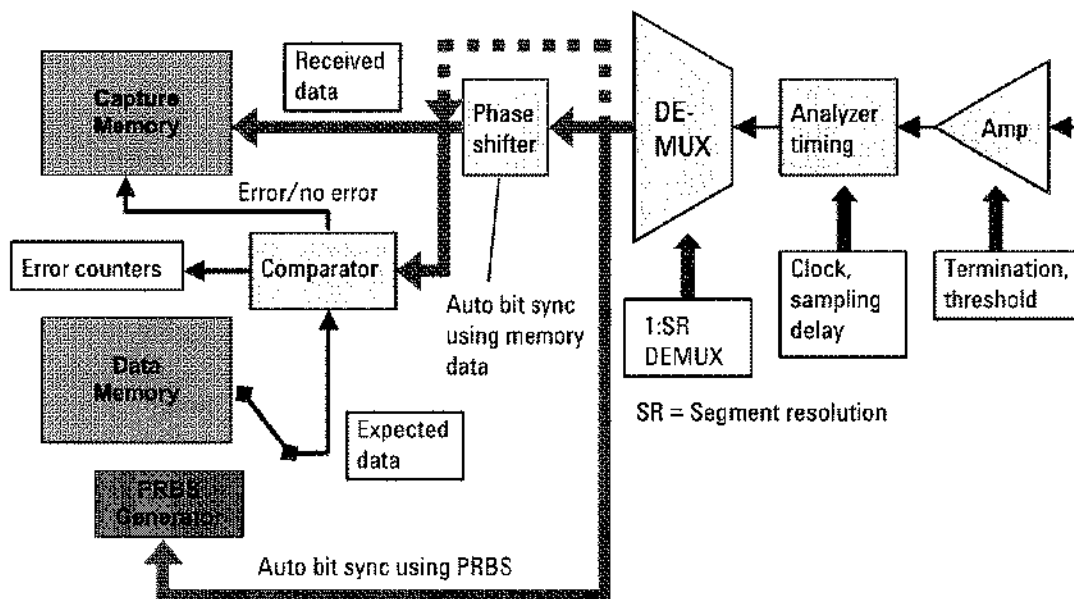 Capture
Memory
Received
data
Phase
shifter
DE-
MUX
Analyzer
timing
Amp
Error/no error
Error counters
Comparator
Auto bit sync
using memory
data
1:SR
DEMUX
Clock,
sampling
delay
Termination,
threshold
SR = Segment resolution
Data
Memory
Expected
data
PRBS
Generator
Auto bit sync using PRBS